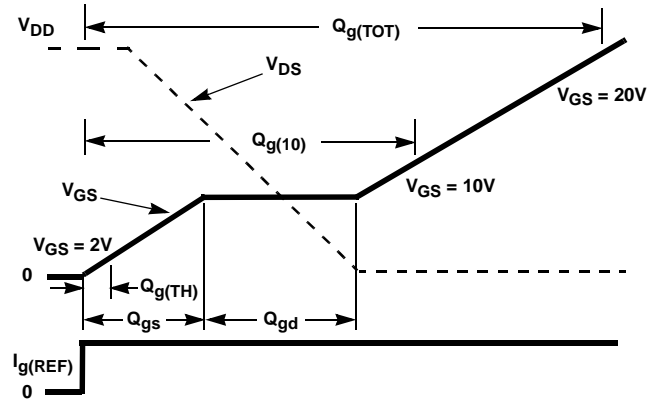 V_DD
Q_g(TOT)
V_DS
V_GS = 20V
Q_g(10)
V_GS
V_GS = 10V
V_GS = 2V
0
Q_g(TH)
Q_gs
Q_gd
I_g(REF)
0